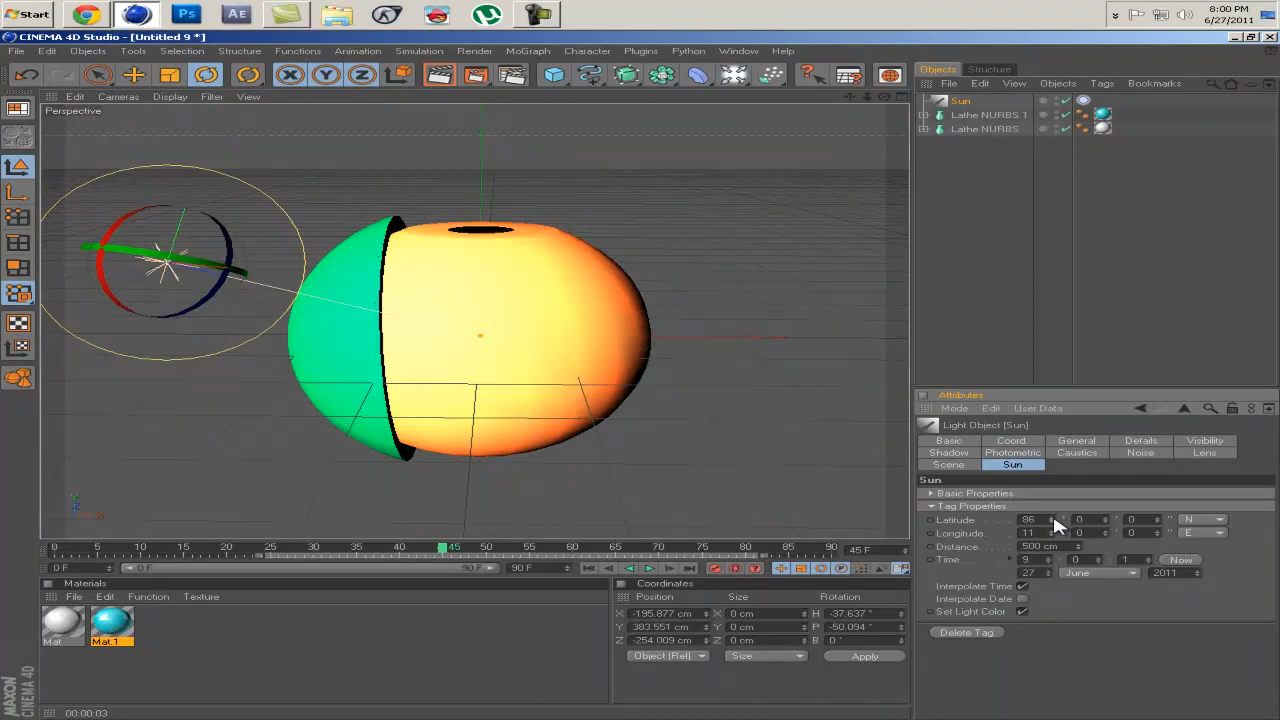 Start
Ps
Ae
8:00 PM
6/27/2011
CINEMA 4D Studio - [Untitled 9 *]
File Edit Objects Tools Selection Structure Functions Animation Simulation Render MoGraph Character Plugins Python Window Help
X Y Z
Objects Structure
File Edit View Objects Tags Bookmarks
Sun
Lathe NURBS.1
Lathe NURBS
Edit Cameras Display Filter View
Perspective
Attributes
Mode Edit User Data
Light Object [Sun]
Basic Coord. General Details Visibility
Shadow Photometric Caustics Noise Lens
Scene Sun
Sun
Basic Properties
Tag Properties
Latitude 86 ° 0 ' 0 " N
Longitude 11 ° 0 ' 0 " E
Distance 500 cm
Time 9 : 0 : 1 Now
27 June 2011
Interpolate Time
Interpolate Date
Set Light Color
Delete Tag
0 5 10 15 20 25 30 35 40 45 50 55 60 65 70 75 80 85 90 45 F
0 F 0 F 90 F 90 F
Materials
File Edit Function Texture
Mat Mat.1
Coordinates
Position Size Rotation
X -195.877 cm X 0 cm H -37.637 °
Y 383.551 cm Y 0 cm P -50.094 °
Z -254.009 cm Z 0 cm B 0 °
Object (Rel) Size Apply
MAXON CINEMA 4D
00:00:03